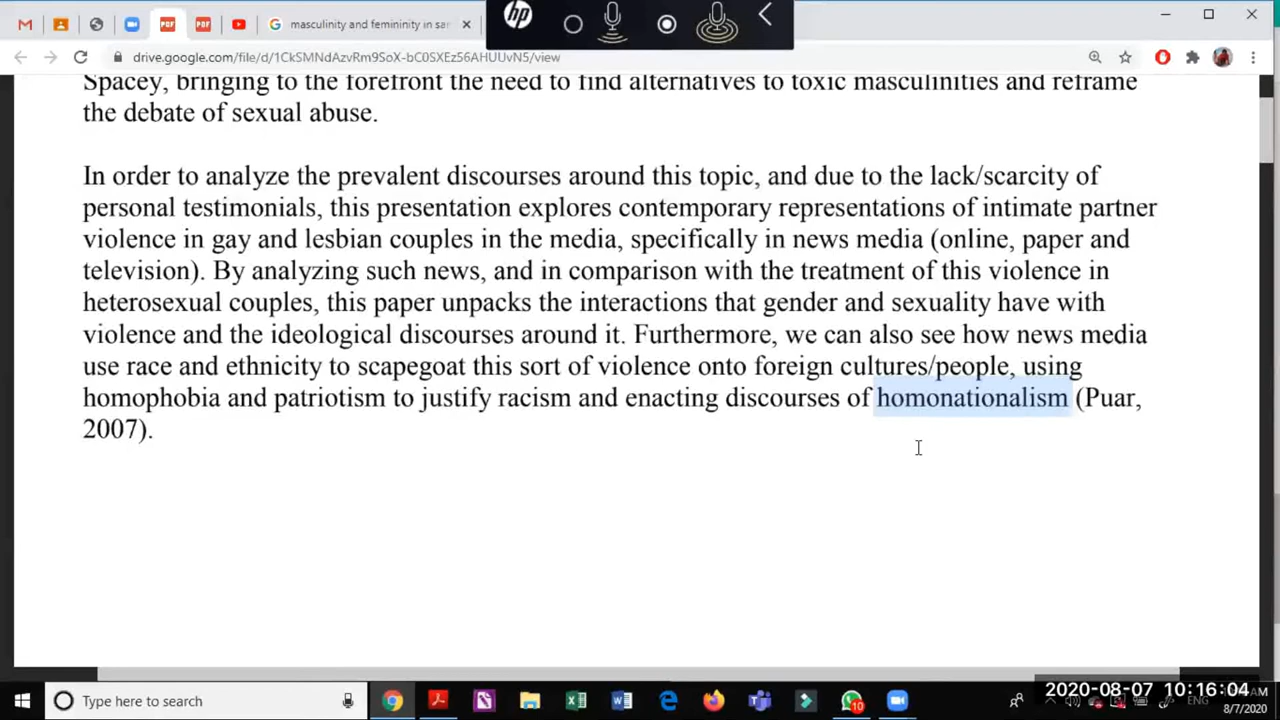 masculinity and femininity in sa
hp
drive.google.com/file/d/1CkSMNdAzvRm9SoX-bC0SXEz56AHUUvN5/view
Spacey, bringing to the forefront the need to find alternatives to toxic masculinities and reframe
the debate of sexual abuse.
In order to analyze the prevalent discourses around this topic, and due to the lack/scarcity of
personal testimonials, this presentation explores contemporary representations of intimate partner
violence in gay and lesbian couples in the media, specifically in news media (online, paper and
television). By analyzing such news, and in comparison with the treatment of this violence in
heterosexual couples, this paper unpacks the interactions that gender and sexuality have with
violence and the ideological discourses around it. Furthermore, we can also see how news media
use race and ethnicity to scapegoat this sort of violence onto foreign cultures/people, using
homophobia and patriotism to justify racism and enacting discourses of homonationalism (Puar,
2007).
Type here to search
10
2020-08-07 10:16:04 AM
ENG
8/7/2020